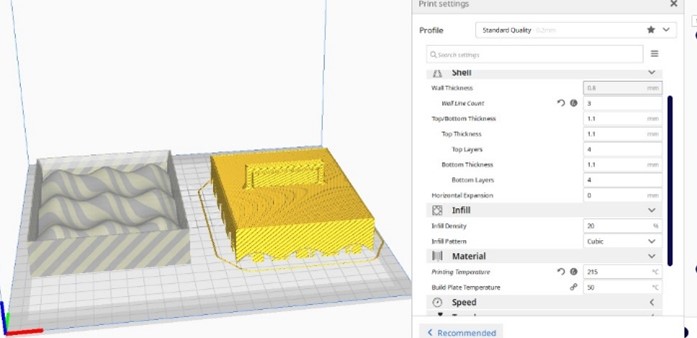 Print settings
Profile Standard Quality 0.2mm
Search settings
Shell
Wall Thickness 0.8 mm
Wall Line Count 3
Top/Bottom Thickness 1.1 mm
Top Thickness 1.1 mm
Top Layers 4
Bottom Thickness 1.1 mm
Bottom Layers 4
Horizontal Expansion 0 mm
Infill
Infill Density 20 %
Infill Pattern Cubic
Material
Printing Temperature 215 °C
Build Plate Temperature 50 °C
Speed
Recommended